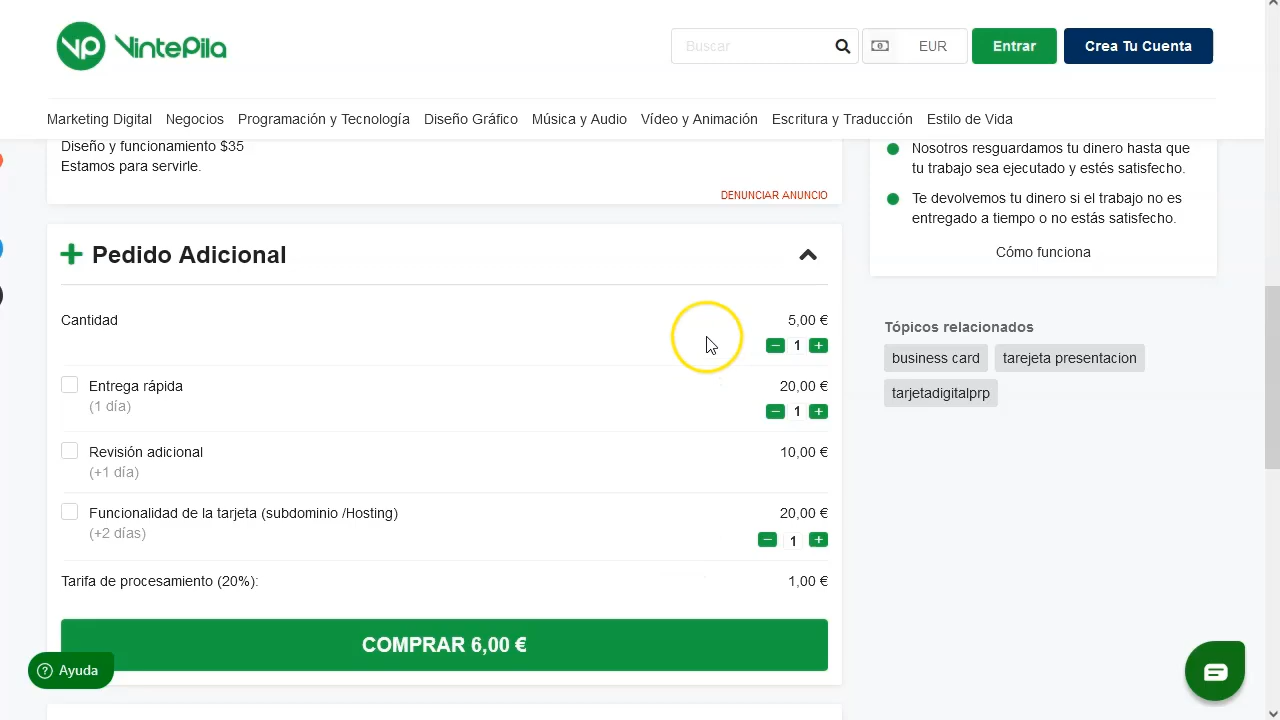 VP VintePila
Buscar
EUR
Entrar
Crea Tu Cuenta
Marketing Digital Negocios Programación y Tecnología Diseño Gráfico Música y Audio Vídeo y Animación Escritura y Traducción Estilo de Vida
Diseño y funcionamiento $35
Estamos para servirle.
DENUNCIAR ANUNCIO
Pedido Adicional
Cantidad 5,00 €
− 1 +
Entrega rápida 20,00 €
(1 día) − 1 +
Revisión adicional 10,00 €
(+1 día)
Funcionalidad de la tarjeta (subdominio /Hosting) 20,00 €
(+2 días) − 1 +
Tarifa de procesamiento (20%): 1,00 €
COMPRAR 6,00 €
Nosotros resguardamos tu dinero hasta que
tu trabajo sea ejecutado y estés satisfecho.
Te devolvemos tu dinero si el trabajo no es
entregado a tiempo o no estás satisfecho.
Cómo funciona
Tópicos relacionados
business card tarejeta presentacion
tarjetadigitalprp
? Ayuda